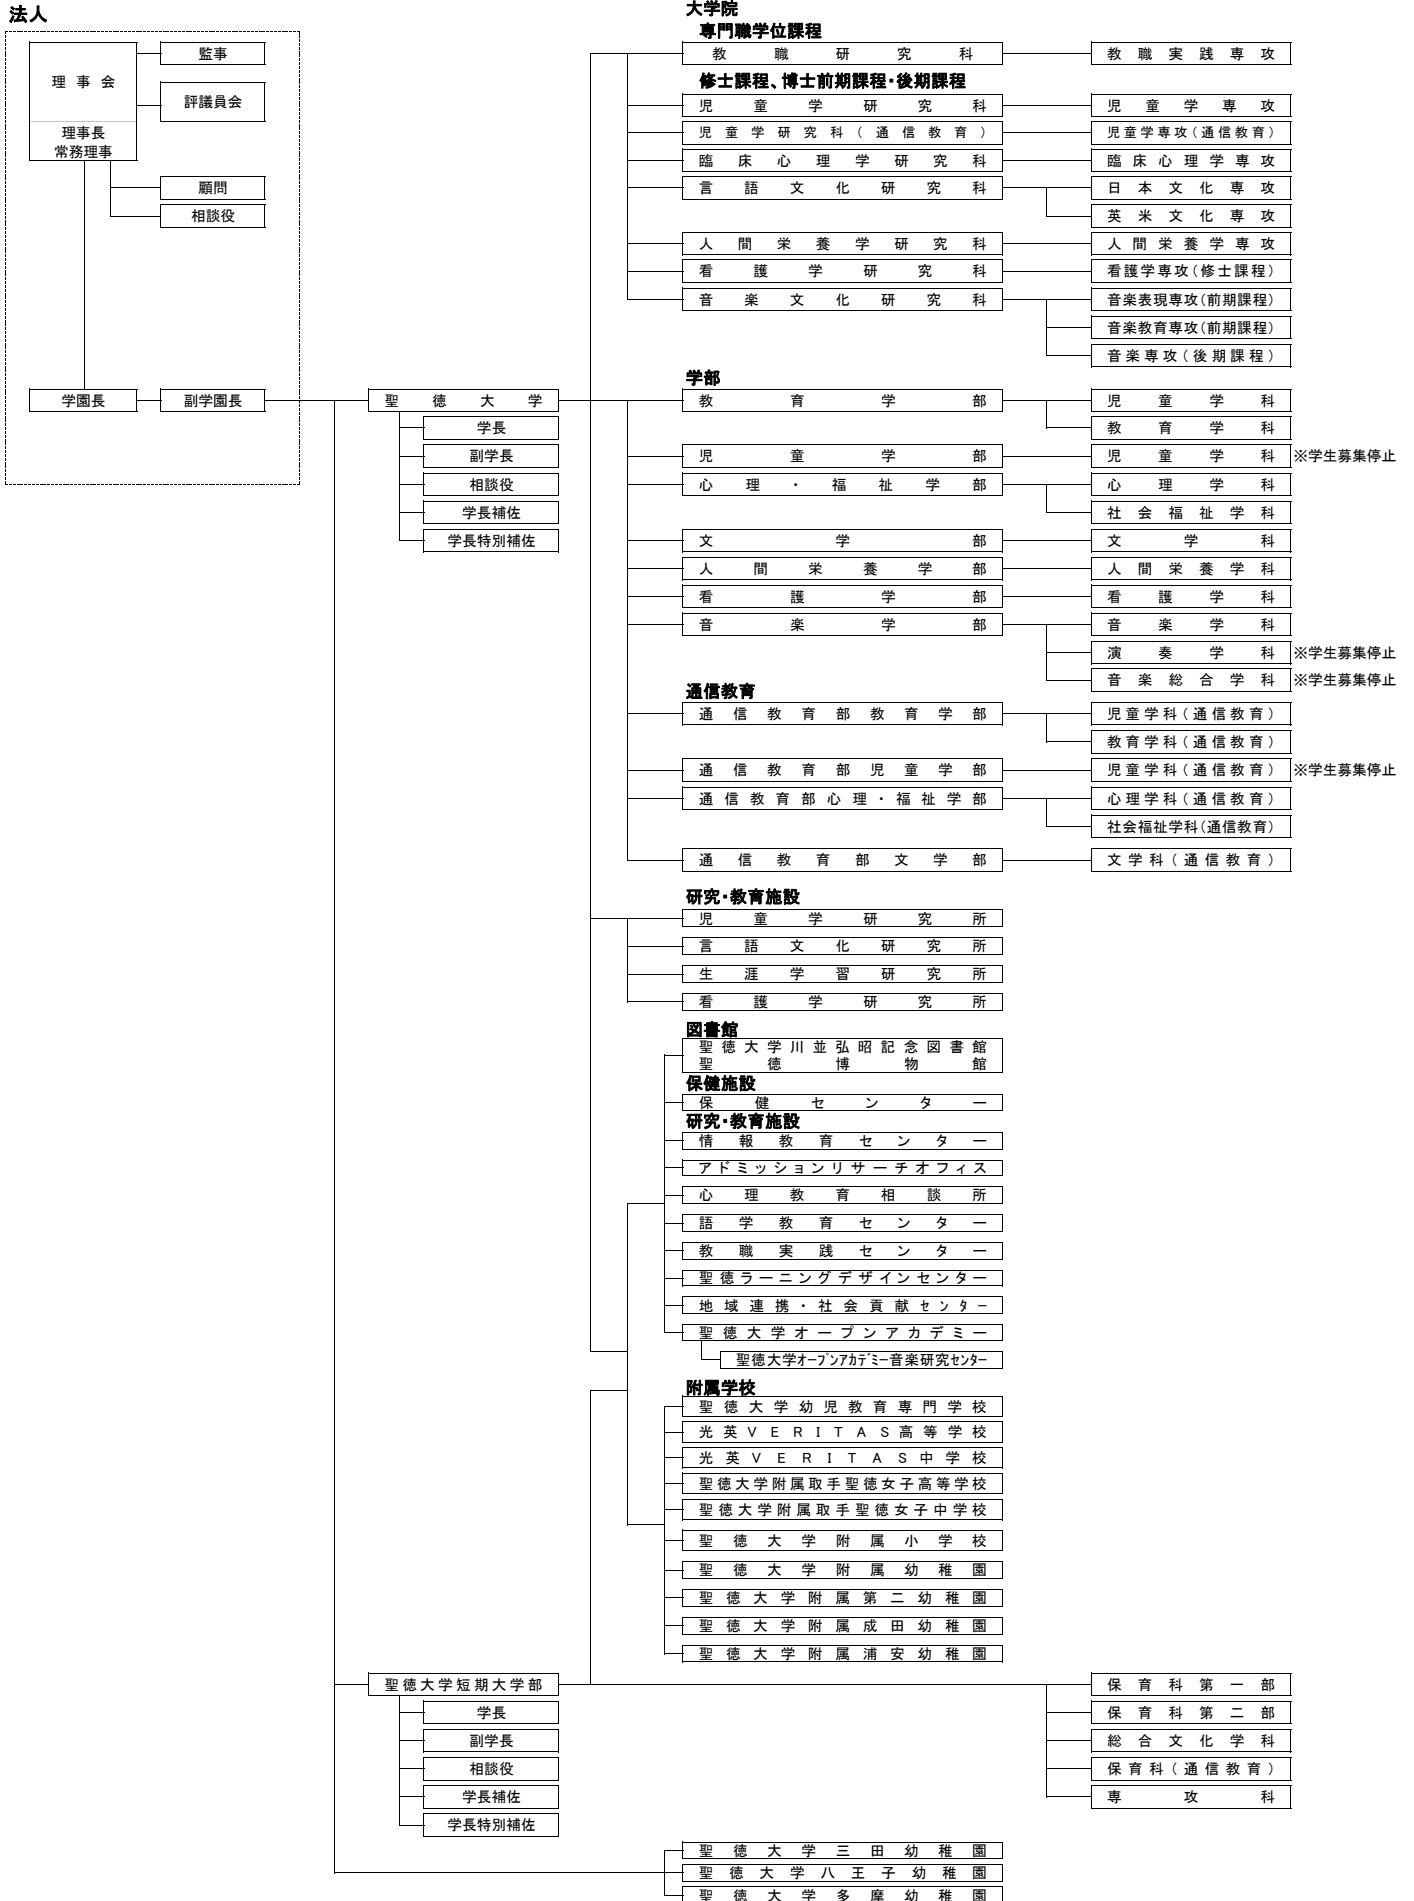 法人
理事会
監事
評議員会
理事長
常務理事
顧問
相談役
学園長
副学園長
聖徳大学
学長
副学長
相談役
学長補佐
学長特別補佐
大学院
専門職学位課程
教職研究科
教職実践専攻
修士課程、博士前期課程・後期課程
児童学研究科
児童学専攻
児童学研究科(通信教育)
児童学専攻(通信教育)
臨床心理学研究科
臨床心理学専攻
言語文化研究科
日本文化専攻
英米文化専攻
人間栄養学研究科
人間栄養学専攻
看護学研究科
看護学専攻(修士課程)
音楽文化研究科
音楽表現専攻(前期課程)
音楽教育専攻(前期課程)
音楽専攻(後期課程)
学部
教育学部
児童学科
教育学科
児童学部
児童学科 ※学生募集停止
心理・福祉学部
心理学科
社会福祉学科
文学部
文学科
人間栄養学部
人間栄養学科
看護学部
看護学科
音楽学部
音楽学科
演奏学科 ※学生募集停止
音楽総合学科 ※学生募集停止
通信教育
通信教育部教育学部
児童学科(通信教育)
教育学科(通信教育)
通信教育部児童学部
児童学科(通信教育) ※学生募集停止
通信教育部心理・福祉学部
心理学科(通信教育)
社会福祉学科(通信教育)
通信教育部文学部
文学科(通信教育)
研究・教育施設
児童学研究所
言語文化研究所
生涯学習研究所
看護学研究所
図書館
聖徳大学川並弘昭記念図書館
聖徳博物館
保健施設
保健センター
研究・教育施設
情報教育センター
アドミッションリサーチオフィス
心理教育相談所
語学教育センター
教職実践センター
聖徳ラーニングデザインセンター
地域連携・社会貢献センター
聖徳大学オープンアカデミー
聖徳大学オープンアカデミー音楽研究センター
附属学校
聖徳大学幼児教育専門学校
光英VERITAS高等学校
光英VERITAS中学校
聖徳大学附属取手聖徳女子高等学校
聖徳大学附属取手聖徳女子中学校
聖徳大学附属小学校
聖徳大学附属幼稚園
聖徳大学附属第二幼稚園
聖徳大学附属成田幼稚園
聖徳大学附属浦安幼稚園
聖徳大学短期大学部
学長
副学長
相談役
学長補佐
学長特別補佐
保育科第一部
保育科第二部
総合文化学科
保育科(通信教育)
専攻科
聖徳大学三田幼稚園
聖徳大学八王子幼稚園
聖徳大学多摩幼稚園